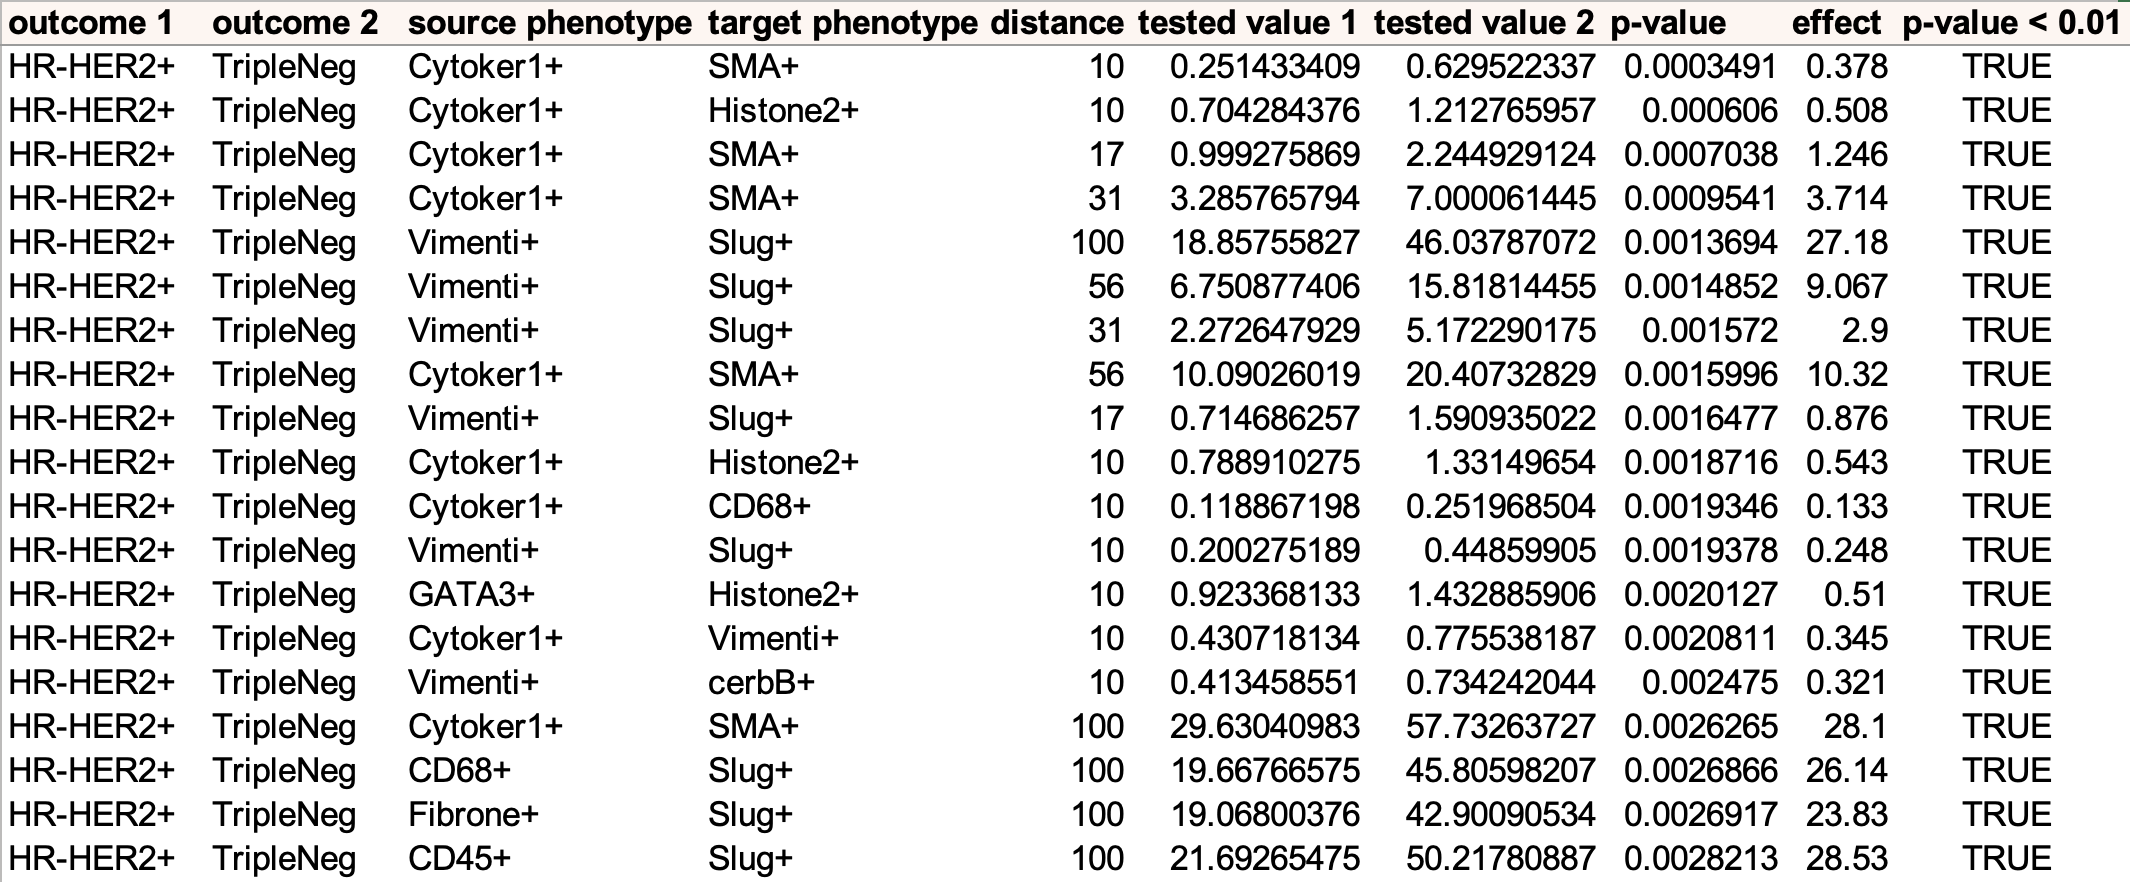 outcome 1 outcome 2 source phenotype target phenotype distance tested value 1 tested value 2 p-value effect p-value < 0.01
HR-HER2+ TripleNeg Cytoker1+ SMA+ 10 0.251433409 0.629522337 0.0003491 0.378 TRUE
HR-HER2+ TripleNeg Cytoker1+ Histone2+ 10 0.704284376 1.212765957 0.000606 0.508 TRUE
HR-HER2+ TripleNeg Cytoker1+ SMA+ 17 0.999275869 2.244929124 0.0007038 1.246 TRUE
HR-HER2+ TripleNeg Cytoker1+ SMA+ 31 3.285765794 7.000061445 0.0009541 3.714 TRUE
HR-HER2+ TripleNeg Vimenti+ Slug+ 100 18.85755827 46.03787072 0.0013694 27.18 TRUE
HR-HER2+ TripleNeg Vimenti+ Slug+ 56 6.750877406 15.81814455 0.0014852 9.067 TRUE
HR-HER2+ TripleNeg Vimenti+ Slug+ 31 2.272647929 5.172290175 0.001572 2.9 TRUE
HR-HER2+ TripleNeg Cytoker1+ SMA+ 56 10.09026019 20.40732829 0.0015996 10.32 TRUE
HR-HER2+ TripleNeg Vimenti+ Slug+ 17 0.714686257 1.590935022 0.0016477 0.876 TRUE
HR-HER2+ TripleNeg Cytoker1+ Histone2+ 10 0.788910275 1.33149654 0.0018716 0.543 TRUE
HR-HER2+ TripleNeg Cytoker1+ CD68+ 10 0.118867198 0.251968504 0.0019346 0.133 TRUE
HR-HER2+ TripleNeg Vimenti+ Slug+ 10 0.200275189 0.44859905 0.0019378 0.248 TRUE
HR-HER2+ TripleNeg GATA3+ Histone2+ 10 0.923368133 1.432885906 0.0020127 0.51 TRUE
HR-HER2+ TripleNeg Cytoker1+ Vimenti+ 10 0.430718134 0.775538187 0.0020811 0.345 TRUE
HR-HER2+ TripleNeg Vimenti+ cerbB+ 10 0.413458551 0.734242044 0.002475 0.321 TRUE
HR-HER2+ TripleNeg Cytoker1+ SMA+ 100 29.63040983 57.73263727 0.0026265 28.1 TRUE
HR-HER2+ TripleNeg CD68+ Slug+ 100 19.66766575 45.80598207 0.0026866 26.14 TRUE
HR-HER2+ TripleNeg Fibrone+ Slug+ 100 19.06800376 42.90090534 0.0026917 23.83 TRUE
HR-HER2+ TripleNeg CD45+ Slug+ 100 21.69265475 50.21780887 0.0028213 28.53 TRUE